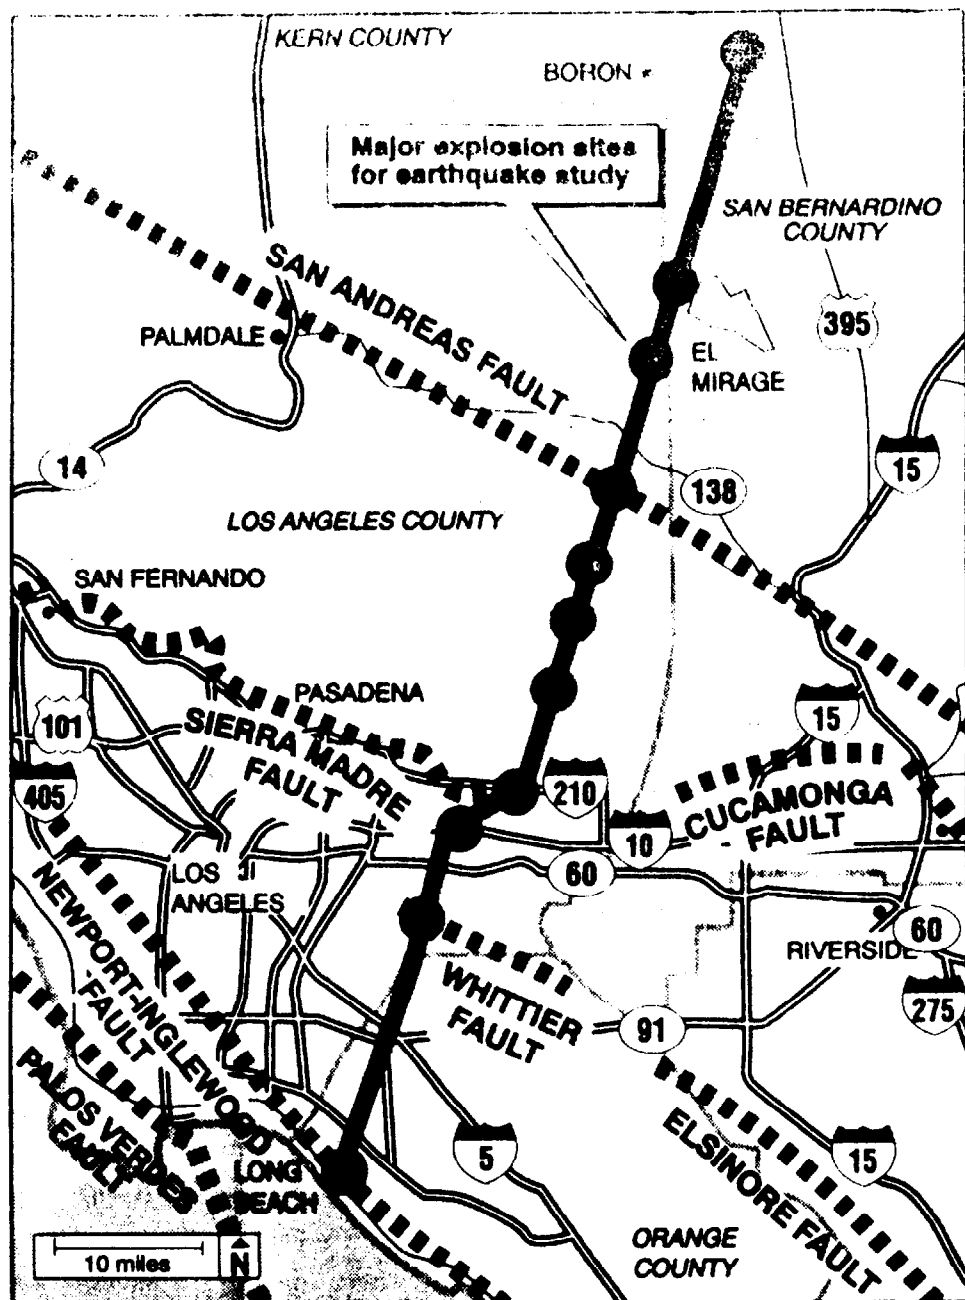 KERN COUNTY
BORON
Major explosion sites
for earthquake study
SAN BERNARDINO
COUNTY
SAN ANDREAS FAULT
395
PALMDALE
EL
MIRAGE
14
15
138
LOS ANGELES COUNTY
SAN FERNANDO
PASADENA
101
SIERRA MADRE
FAULT
15
405
210
10
CUCAMONGA
FAULT
60
LOS
ANGELES
NEWPORT-INGLEWOOD
FAULT
60
RIVERSIDE
WHITTIER
FAULT
275
91
PALOS VERDES
FAULT
ELSINORE FAULT
5
15
LONG
BEACH
ORANGE
COUNTY
10 miles
N